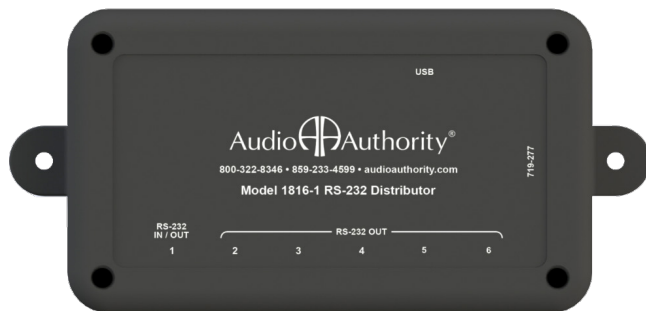 USB
Audio Authority®
800-322-8346 • 859-233-4599 • audioauthority.com
Model 1816-1 RS-232 Distributor
719-277
RS-232
IN / OUT
RS-232 OUT
1 2 3 4 5 6